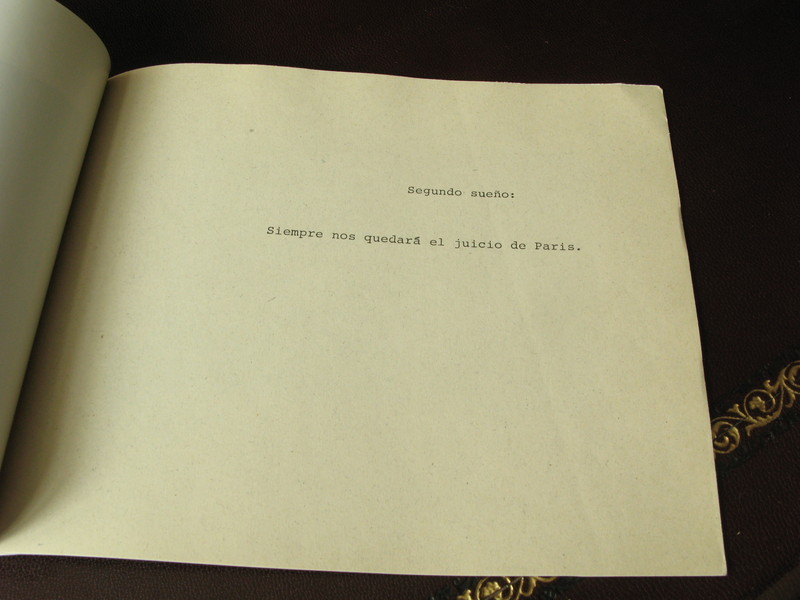 Segundo sueño:
Siempre nos quedará el juicio de Paris.